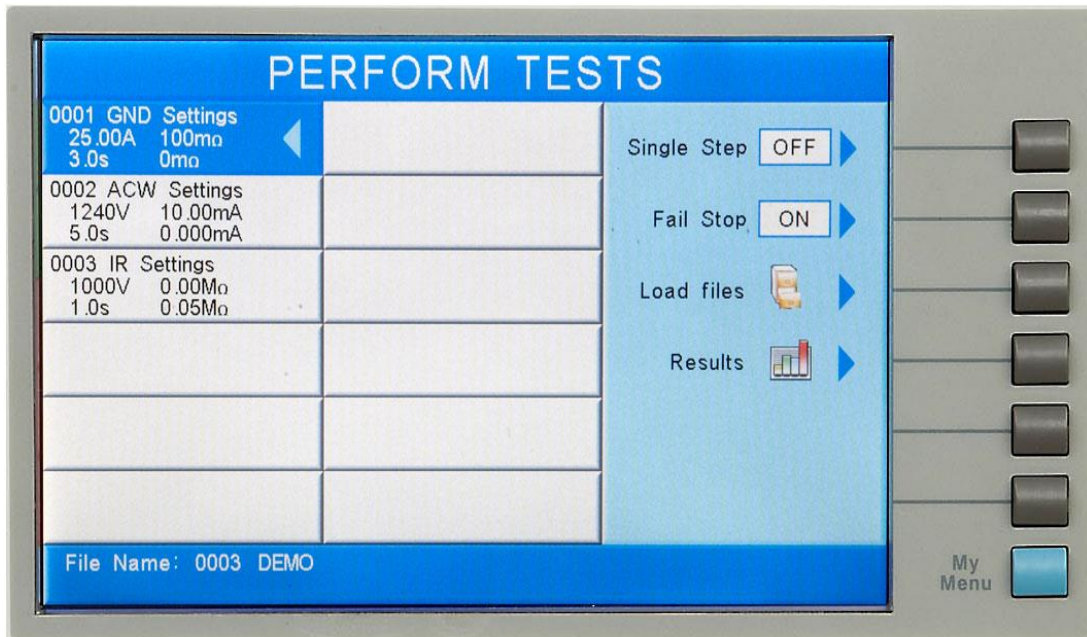 PERFORM TESTS
0001 GND Settings
25.00A 100mΩ
3.0s 0mΩ
0002 ACW Settings
1240V 10.00mA
5.0s 0.000mA
0003 IR Settings
1000V 0.00MΩ
1.0s 0.05MΩ
Single Step OFF
Fail Stop ON
Load files
Results
File Name: 0003 DEMO
My
Menu